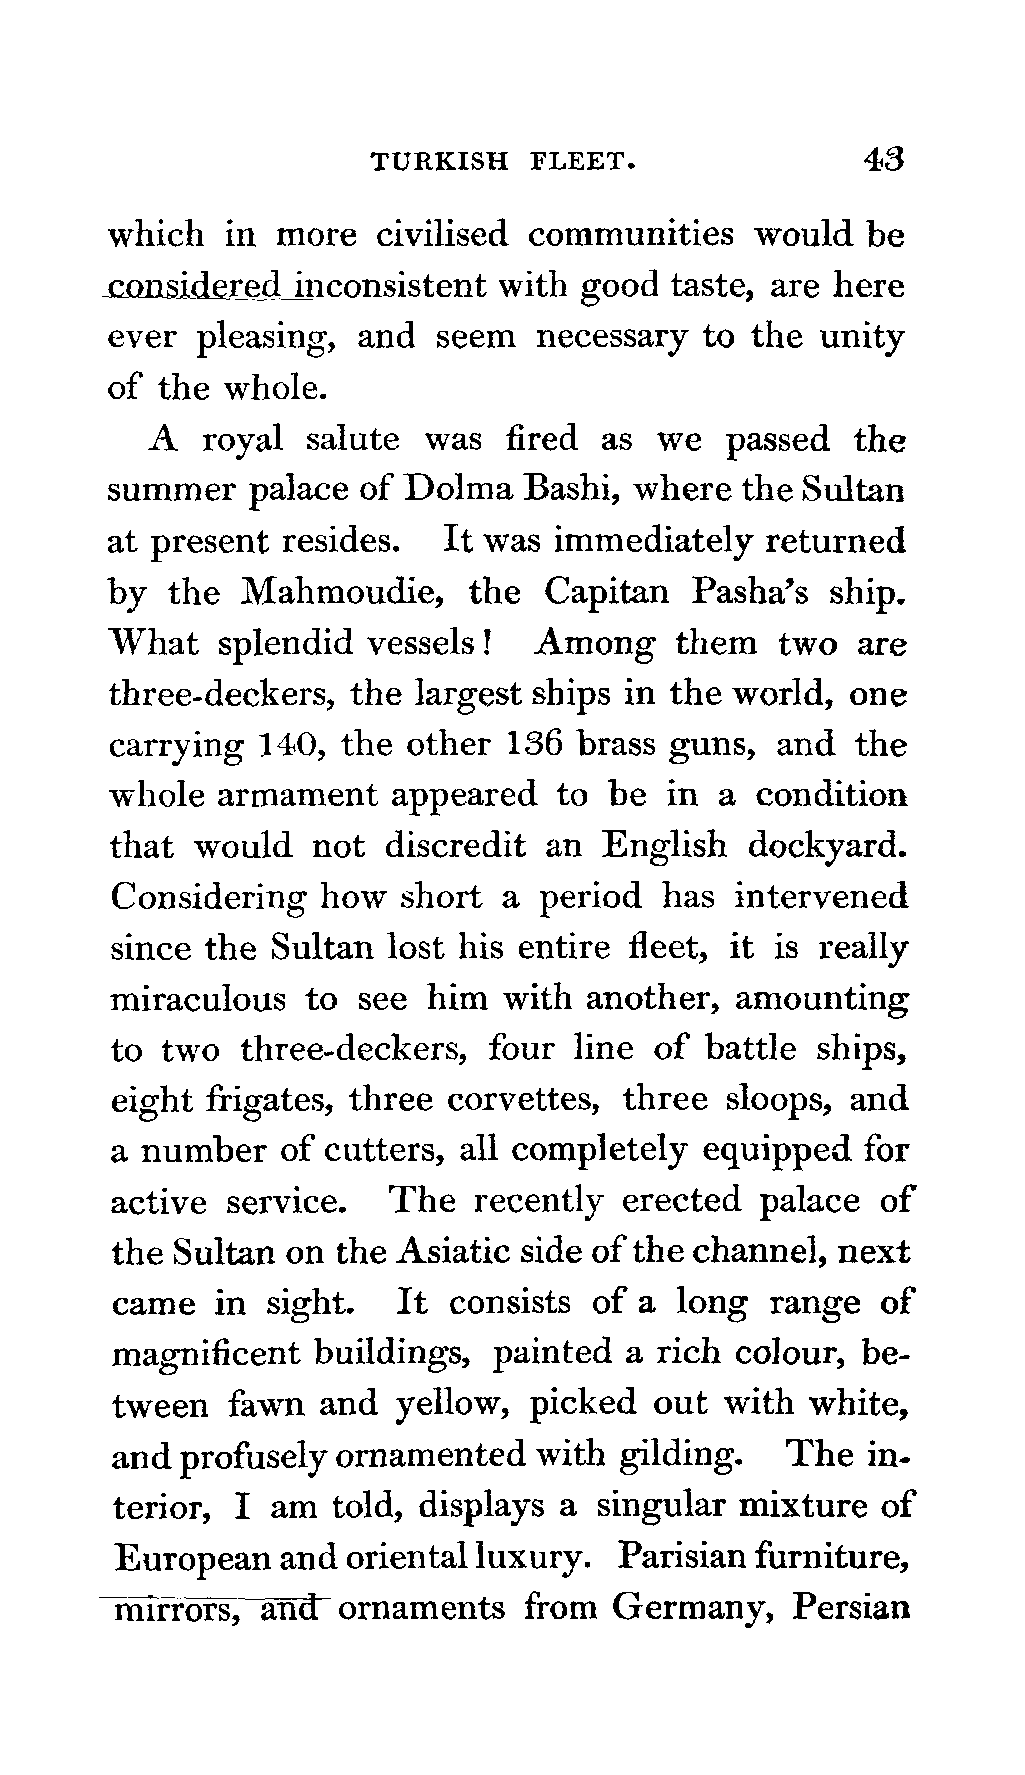 TURKISH FLEET. 43
which in more civilised communities would be
considered inconsistent with good taste, are here
ever pleasing, and seem necessary to the unity
of the whole.
A royal salute was fired as we passed the
summer palace of Dolma Bashi, where the Sultan
at present resides. It was immediately returned
by the Mahmoudie, the Capitan Pasha's ship.
What splendid vessels! Among them two are
three-deckers, the largest ships in the world, one
carrying 140, the other 136 brass guns, and the
whole armament appeared to be in a condition
that would not discredit an English dockyard.
Considering how short a period has intervened
since the Sultan lost his entire fleet, it is really
miraculous to see him with another, amounting
to two three-deckers, four line of battle ships,
eight frigates, three corvettes, three sloops, and
a number of cutters, all completely equipped for
active service. The recently erected palace of
the Sultan on the Asiatic side of the channel, next
came in sight. It consists of a long range of
magnificent buildings, painted a rich colour, be-
tween fawn and yellow, picked out with white,
and profusely ornamented with gilding. The in-
terior, I am told, displays a singular mixture of
European and oriental luxury. Parisian furniture,
mirrors, and ornaments from Germany, Persian